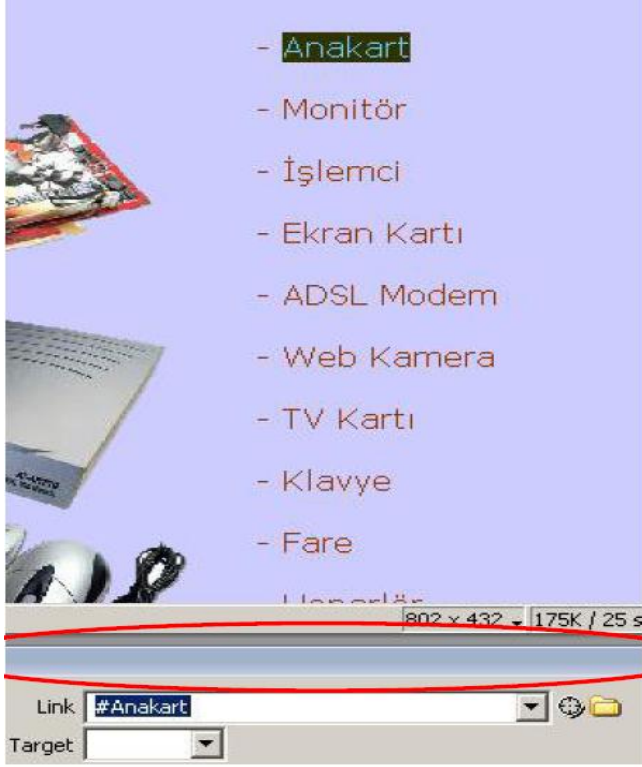 - Anakart
- Monitör
- İşlemci
- Ekran Kartı
- ADSL Modem
- Web Kamera
- TV Kartı
- Klavye
- Fare
802 x 432 175K / 25 s
Link #Anakart
Target